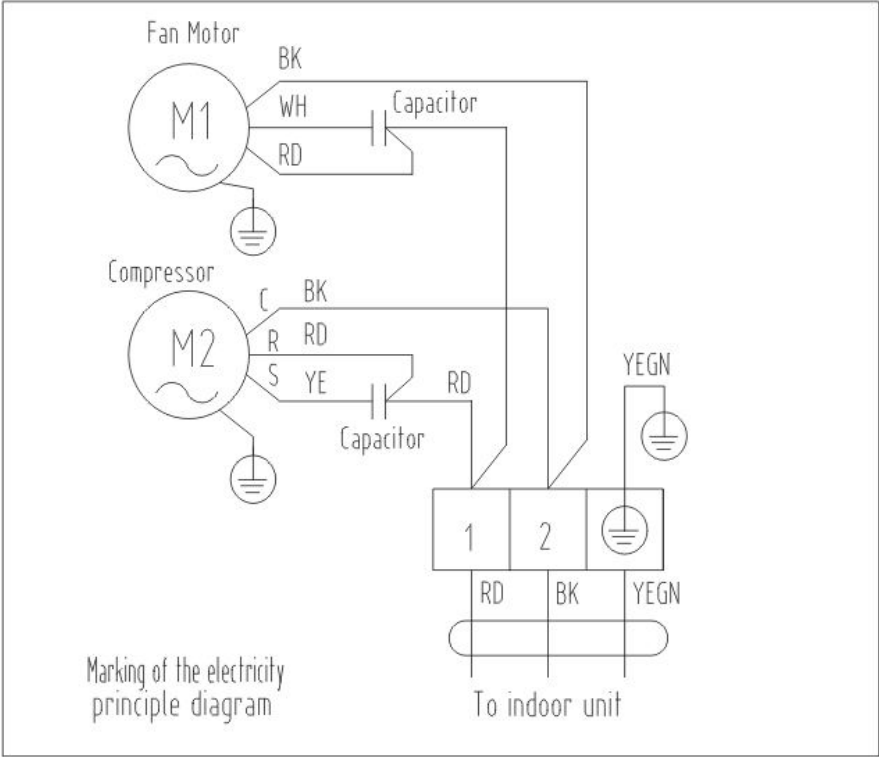 Fan Motor
BK
M1
WH
Capacitor
RD
Compressor
C
BK
M2
R
RD
S
YE
RD
Capacitor
YEGN
1
2
RD
BK
YEGN
Marking of the electricity
principle diagram
To indoor unit